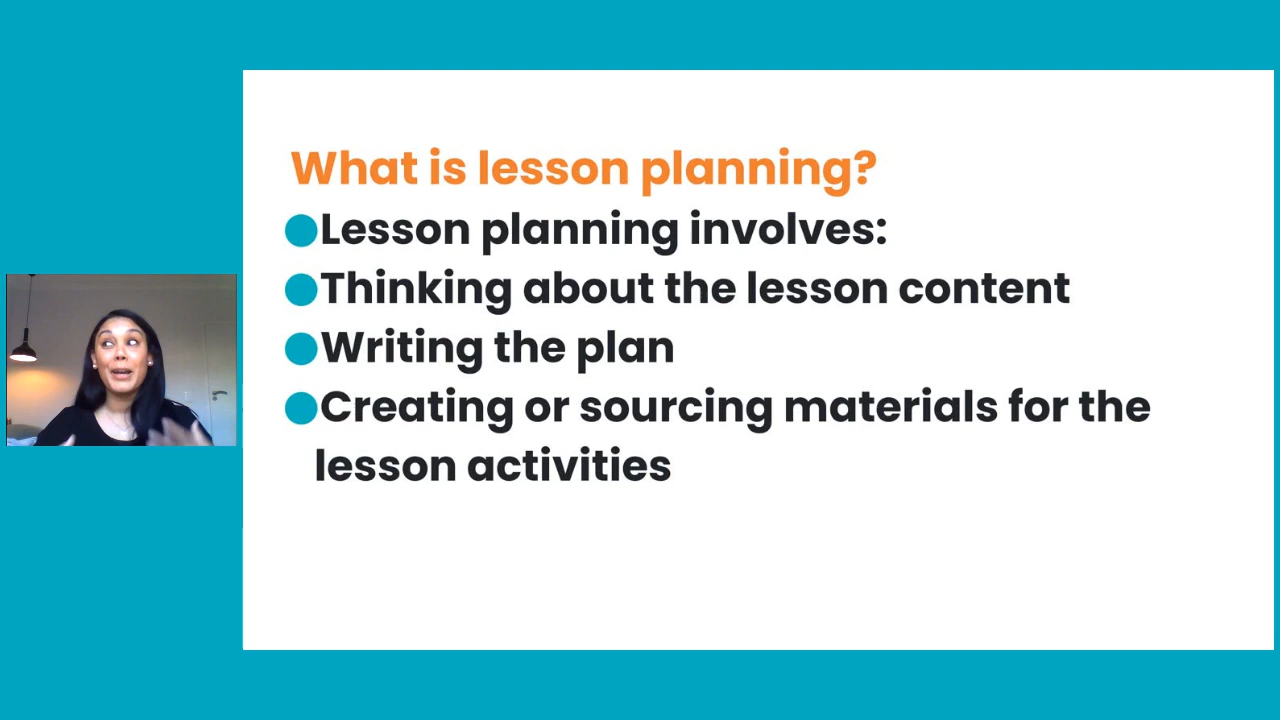 What is lesson planning?
●Lesson planning involves:
●Thinking about the lesson content
●Writing the plan
●Creating or sourcing materials for the
lesson activities